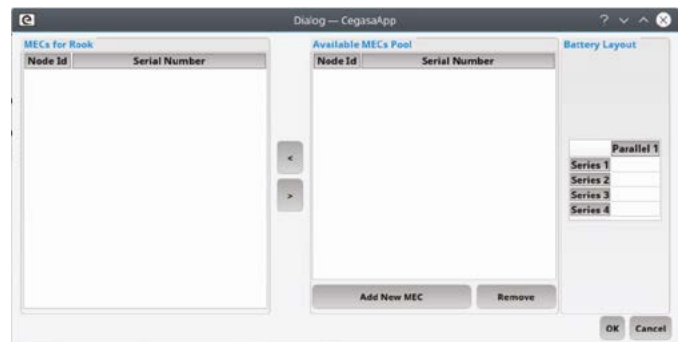 Dialog — CegasaApp
MECs for Rook
Node Id Serial Number
<
>
Available MECs Pool
Node Id Serial Number
Add New MEC Remove
Battery Layout
Parallel 1
Series 1
Series 2
Series 3
Series 4
OK Cancel